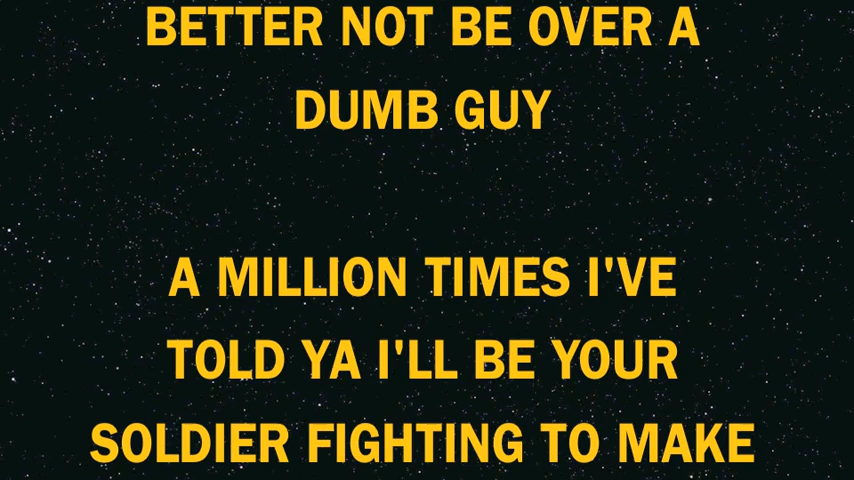 BETTER NOT BE OVER A
DUMB GUY
A MILLION TIMES I'VE
TOLD YA I'LL BE YOUR
SOLDIER FIGHTING TO MAKE